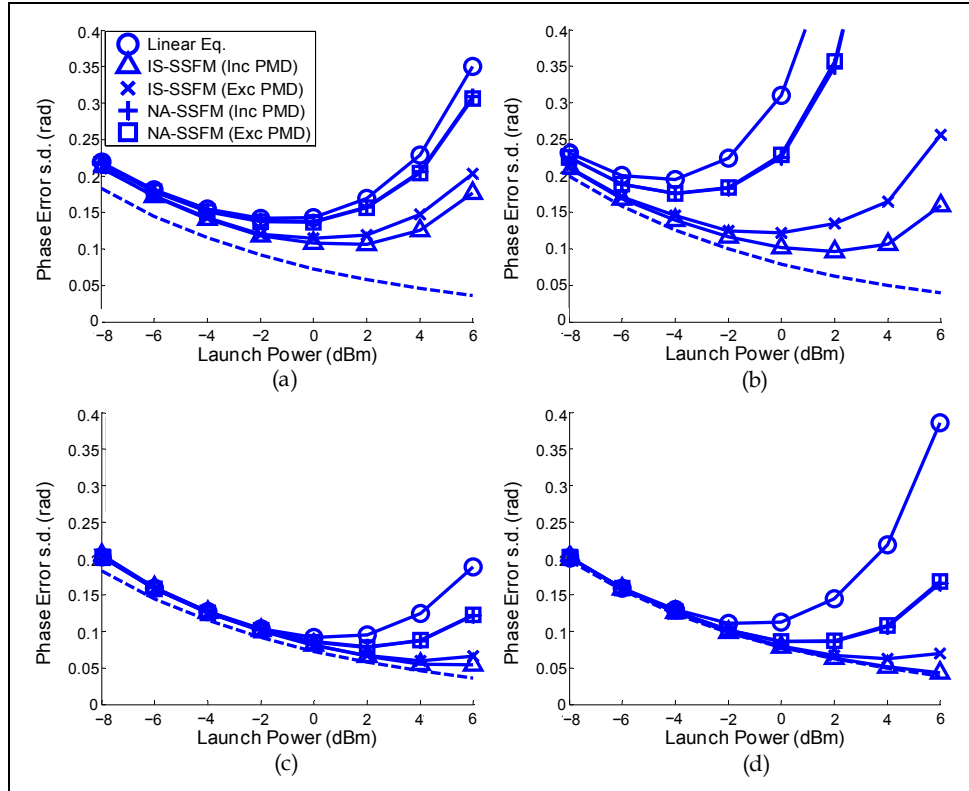 0.4
0.35
0.3
0.25
0.2
0.15
0.1
0.05
0
Phase Error s.d. (rad)
Linear Eq.
IS-SSFM (Inc PMD)
IS-SSFM (Exc PMD)
NA-SSFM (Inc PMD)
NA-SSFM (Exc PMD)
−8 −6 −4 −2 0 2 4 6
Launch Power (dBm)
(a)
0.4
0.35
0.3
0.25
0.2
0.15
0.1
0.05
0
Phase Error s.d. (rad)
−8 −6 −4 −2 0 2 4 6
Launch Power (dBm)
(b)
0.4
0.35
0.3
0.25
0.2
0.15
0.1
0.05
0
Phase Error s.d. (rad)
−8 −6 −4 −2 0 2 4 6
Launch Power (dBm)
(c)
0.4
0.35
0.3
0.25
0.2
0.15
0.1
0.05
0
Phase Error s.d. (rad)
−8 −6 −4 −2 0 2 4 6
Launch Power (dBm)
(d)